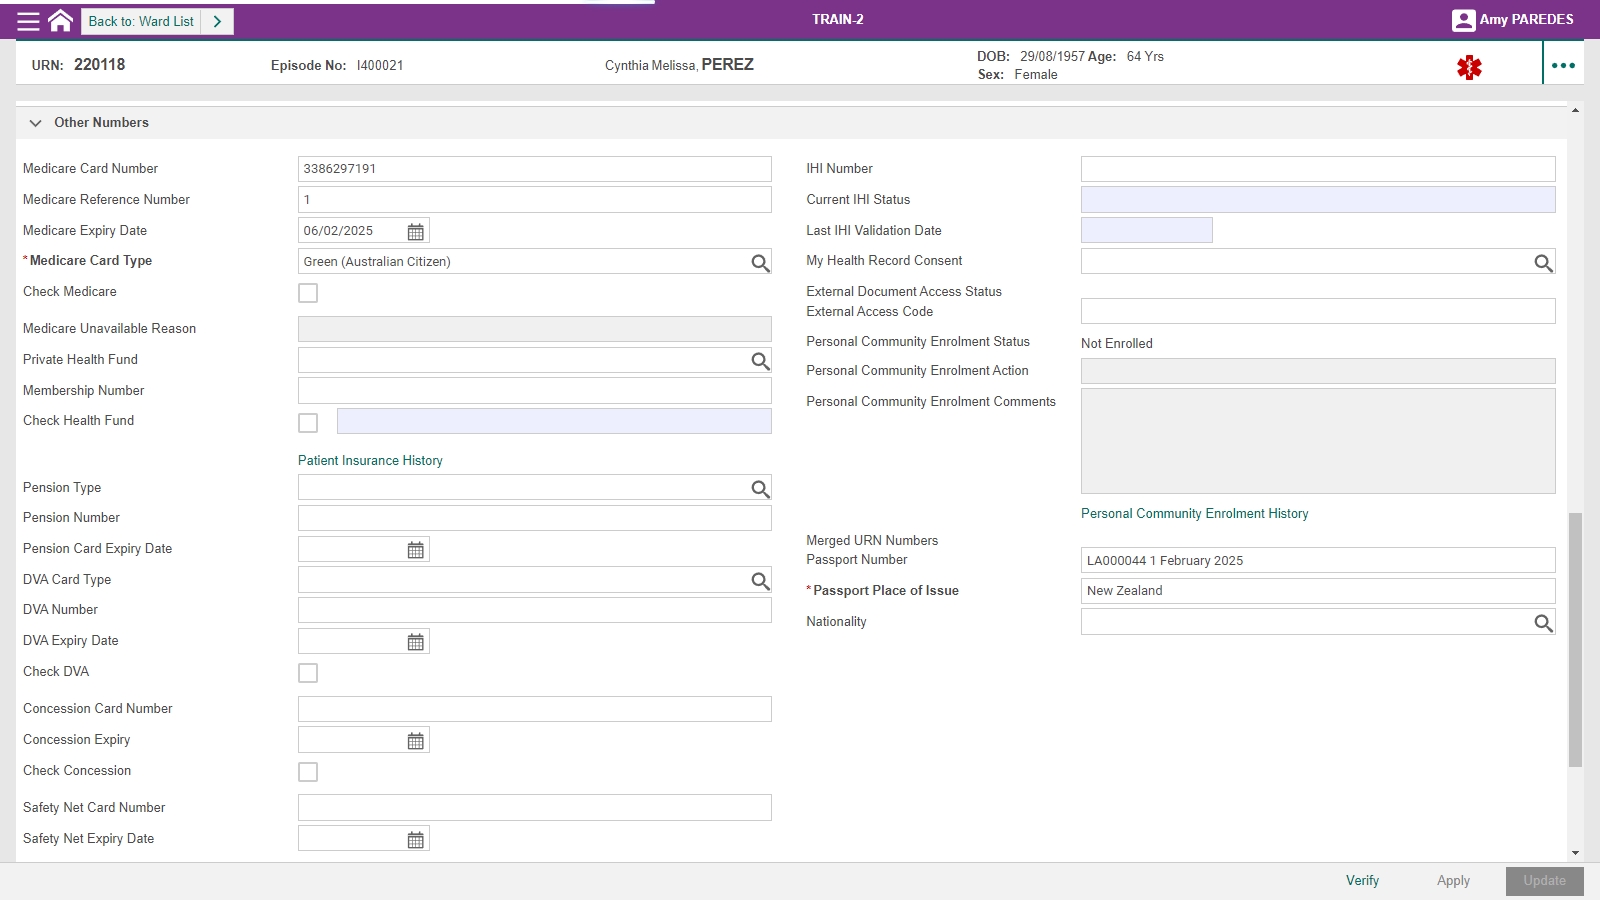 Back to: Ward List
TRAIN-2
Amy PAREDES
URN: 220118
Episode No: I400021
Cynthia Melissa, PEREZ
DOB: 29/08/1957 Age: 64 Yrs
Sex: Female
Other Numbers
Medicare Card Number 3386297191
Medicare Reference Number 1
Medicare Expiry Date 06/02/2025
*Medicare Card Type Green (Australian Citizen)
Check Medicare
Medicare Unavailable Reason
Private Health Fund
Membership Number
Check Health Fund
Patient Insurance History
Pension Type
Pension Number
Pension Card Expiry Date
DVA Card Type
DVA Number
DVA Expiry Date
Check DVA
Concession Card Number
Concession Expiry
Check Concession
Safety Net Card Number
Safety Net Expiry Date
IHI Number
Current IHI Status
Last IHI Validation Date
My Health Record Consent
External Document Access Status
External Access Code
Personal Community Enrolment Status Not Enrolled
Personal Community Enrolment Action
Personal Community Enrolment Comments
Personal Community Enrolment History
Merged URN Numbers
Passport Number LA000044 1 February 2025
*Passport Place of Issue New Zealand
Nationality
Verify
Apply
Update